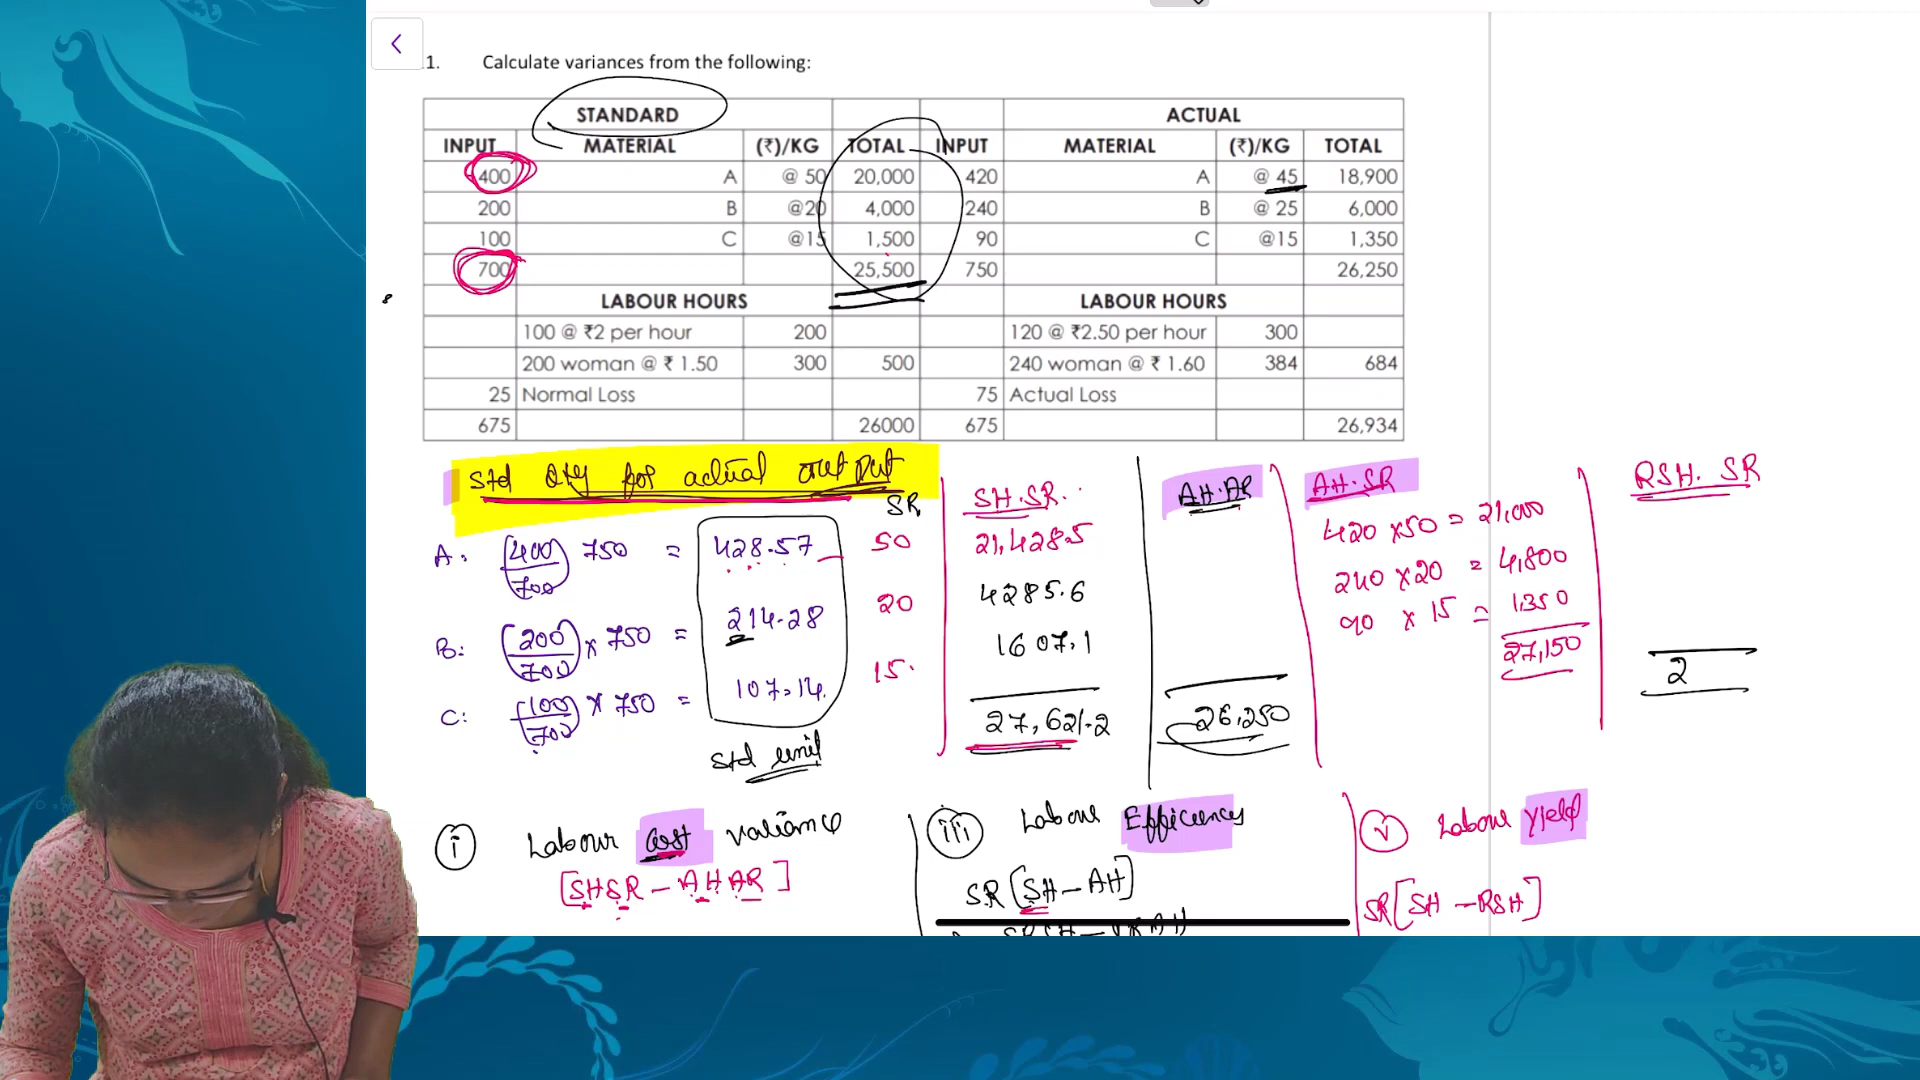 1. Calculate variances from the following:
STANDARD ACTUAL
INPUT MATERIAL (₹)/KG TOTAL INPUT MATERIAL (₹)/KG TOTAL
400 A @ 50 20,000 420 A @ 45 18,900
200 B @20 4,000 240 B @ 25 6,000
100 C @15 1,500 90 C @15 1,350
700 25,500 750 26,250
LABOUR HOURS LABOUR HOURS
100 @ ₹2 per hour 200 120 @ ₹2.50 per hour 300
200 woman @ ₹ 1.50 300 500 240 woman @ ₹ 1.60 384 684
25 Normal Loss 75 Actual Loss
675 26000 675 26,934
Std Qty for actual output
SR
SH.SR.
AH.AR
AH.SR
RSH.SR
A: (400/700) 750 = 428.57 50 21,428.5
B: (200/700) x 750 = 214.28 20 4285.6
C: (100/700) x 750 = 107.14. 15. 1607.1
27,621.2
26,250
420 x50 = 21,000
240 x20 = 4,800
90 x 15 = 1350
27,150
2
Std unit
i Labour Cost variance
[SHSR - AHAR]
iii Labour Efficiency
SR[SH - AH]
v Labour Yield
SR[SH - RSH]